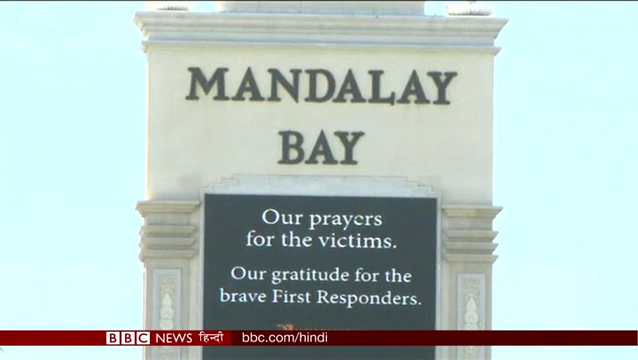 MANDALAY
BAY
Our prayers
for the victims.
Our gratitude for the
brave First Responders.
BBC NEWS हिन्दी bbc.com/hindi